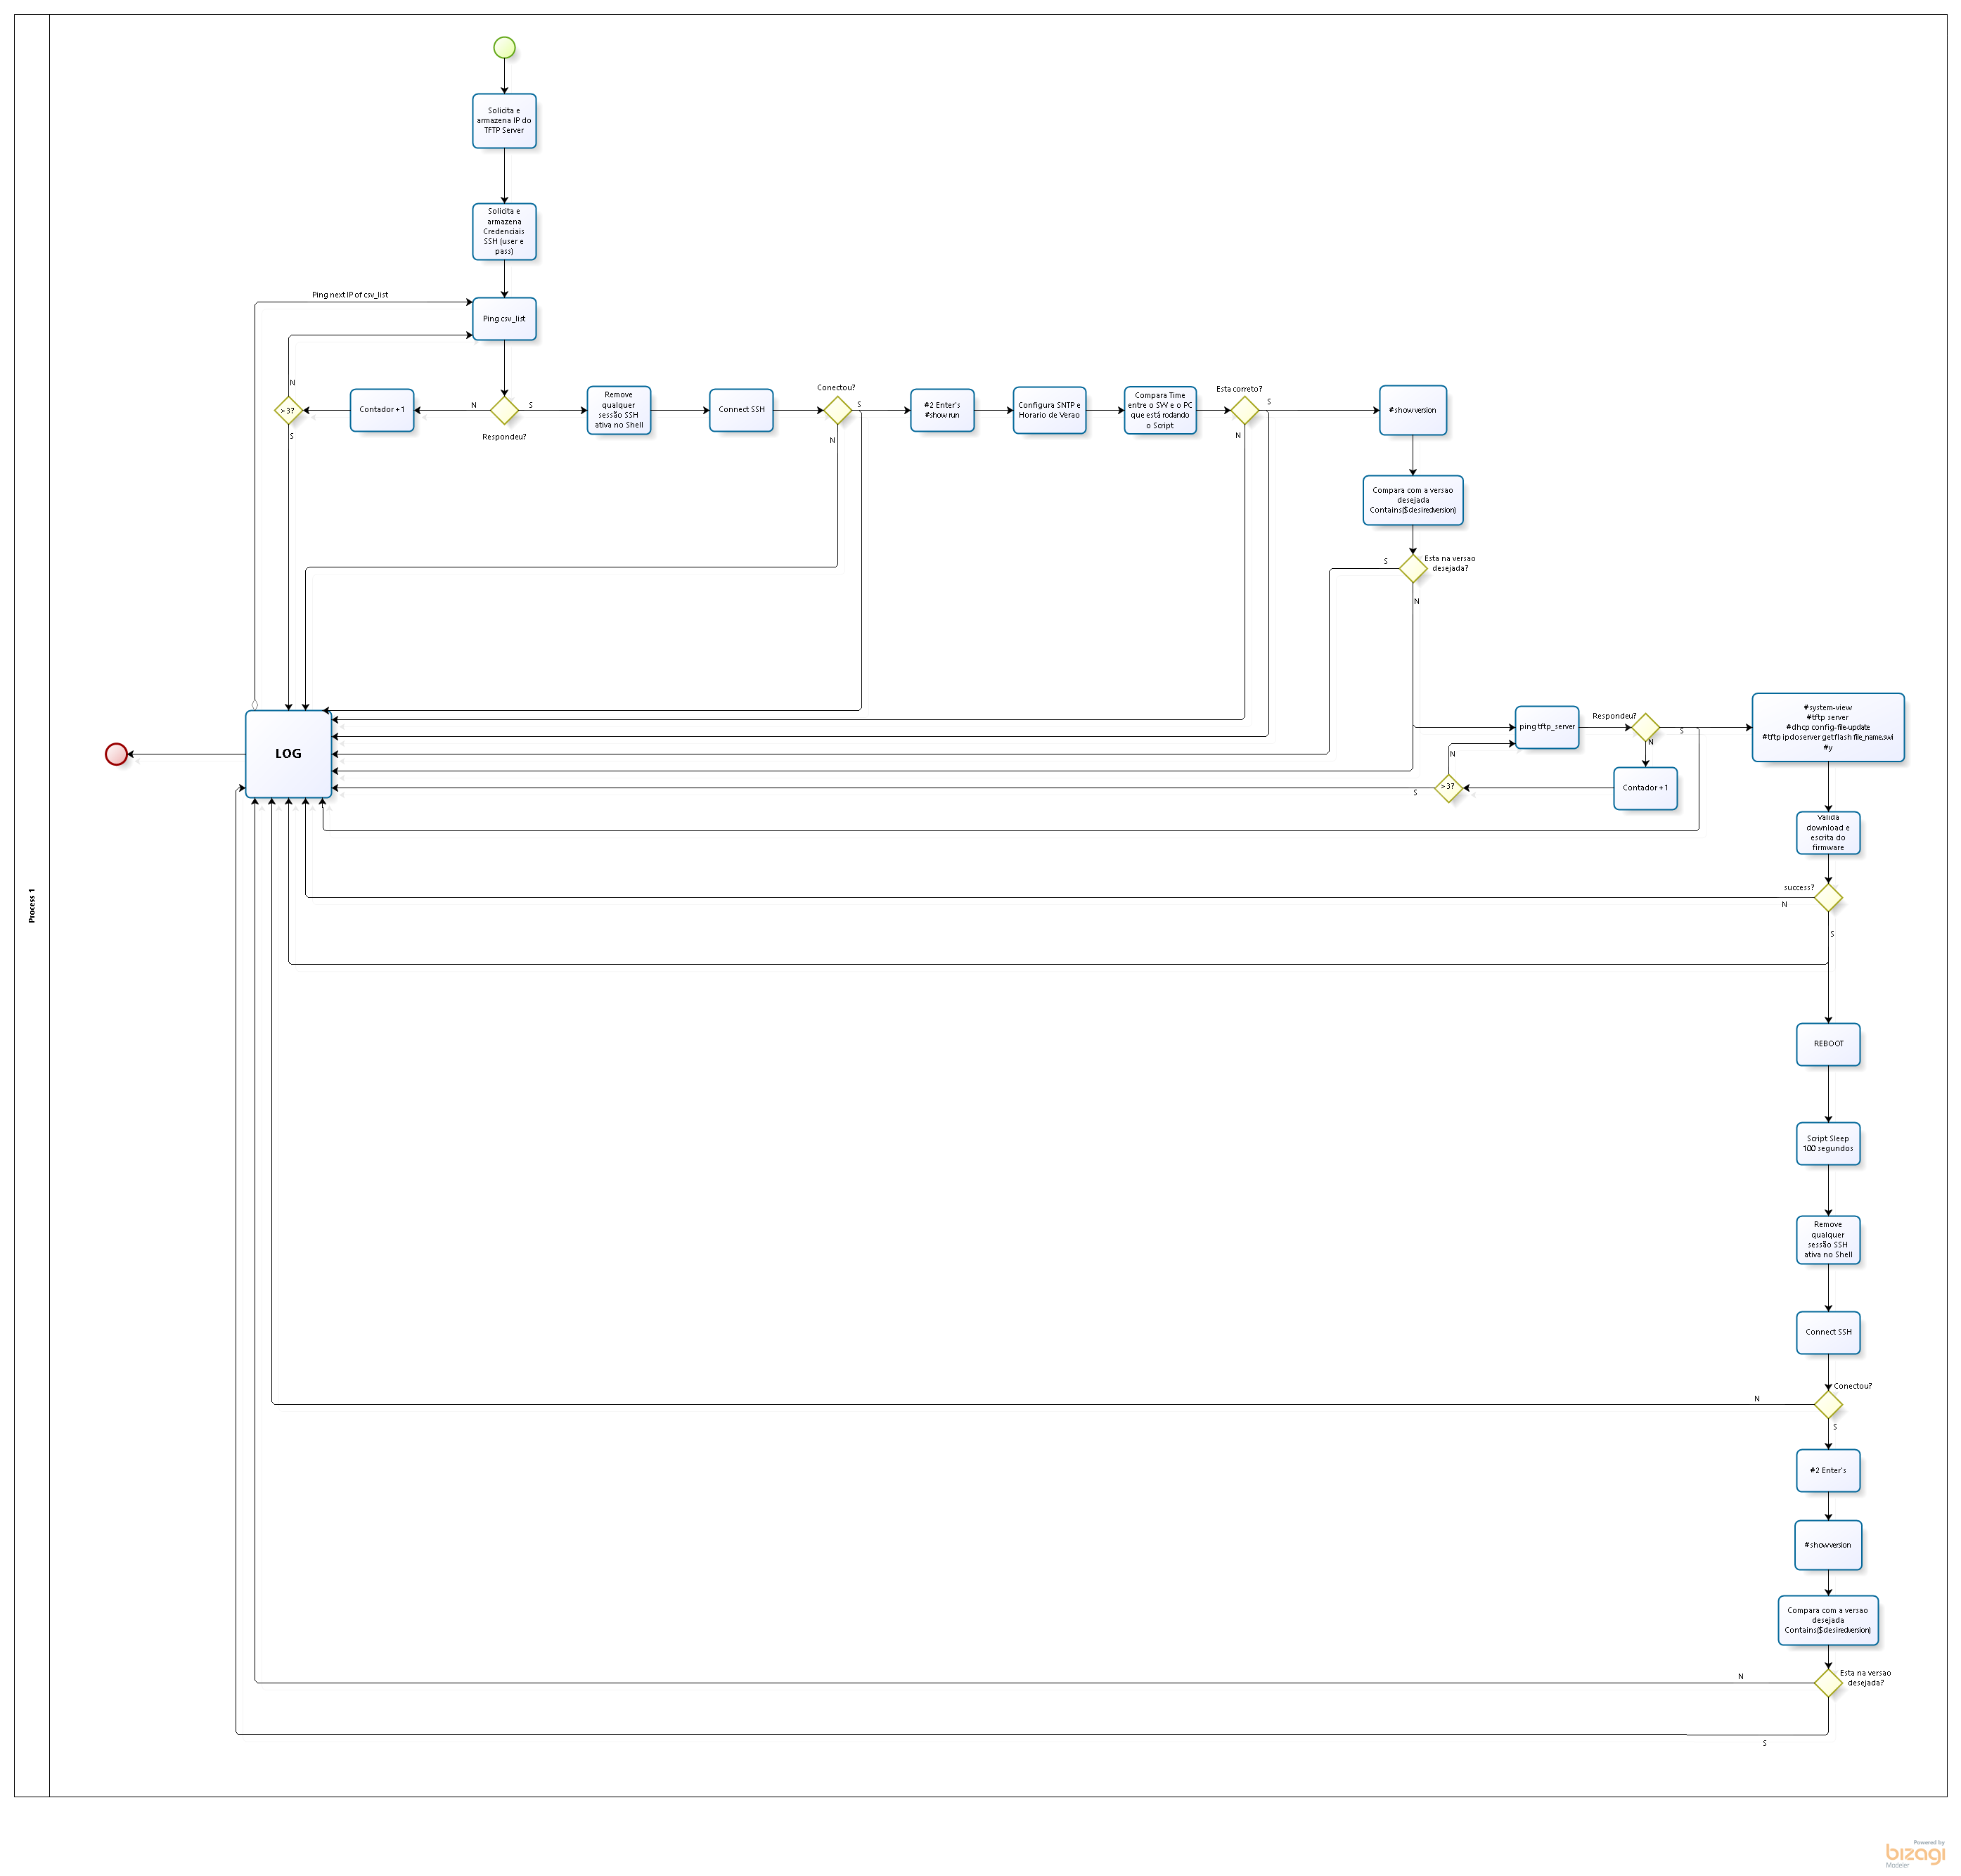 Process 1
Solicita e
armazena IP do
TFTP Server
Solicita e
armazena
Credenciais
SSH (user e
pass)
Ping next IP of csv_list
Ping csv_list
N
>3?
S
Contador +1
N
S
Respondeu?
Remove
qualquer
sessão SSH
ativa no Shell
Connect SSH
Conectou?
S
N
#2 Enter's
#show run
Configura SNTP e
Horario de Verao
Compara Time
entre o SW e o PC
que está rodando
o Script
Esta correto?
S
N
#show version
Compara com a versao
desejada
Contains($desiredversion)
S
Esta na versao
desejada?
N
LOG
ping tftp_server
Respondeu?
S
N
N
>3?
S
Contador +1
#system-view
#tftp server
#dhcp config-file-update
#tftp ipdoserver get flash file_name.swi
#y
Valida
download e
escrita do
firmware
success?
N
S
REBOOT
Script Sleep
100 segundos
Remove
qualquer
sessão SSH
ativa no Shell
Connect SSH
Conectou?
N
S
#2 Enter's
#show version
Compara com a versao
desejada
Contains($desiredversion)
N
Esta na versao
desejada?
S
Powered by
bizagi
Modeler